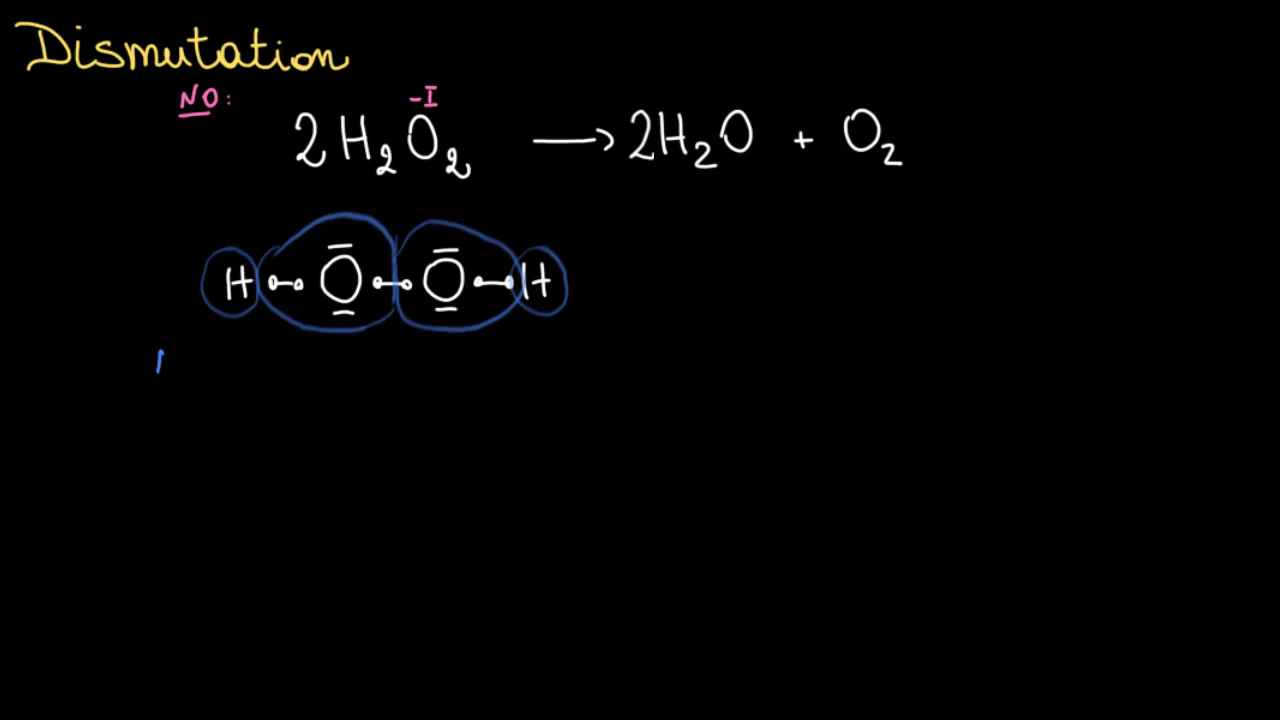 Dismutation
NO: -I
2H₂O₂ → 2H₂O + O₂
H O O H